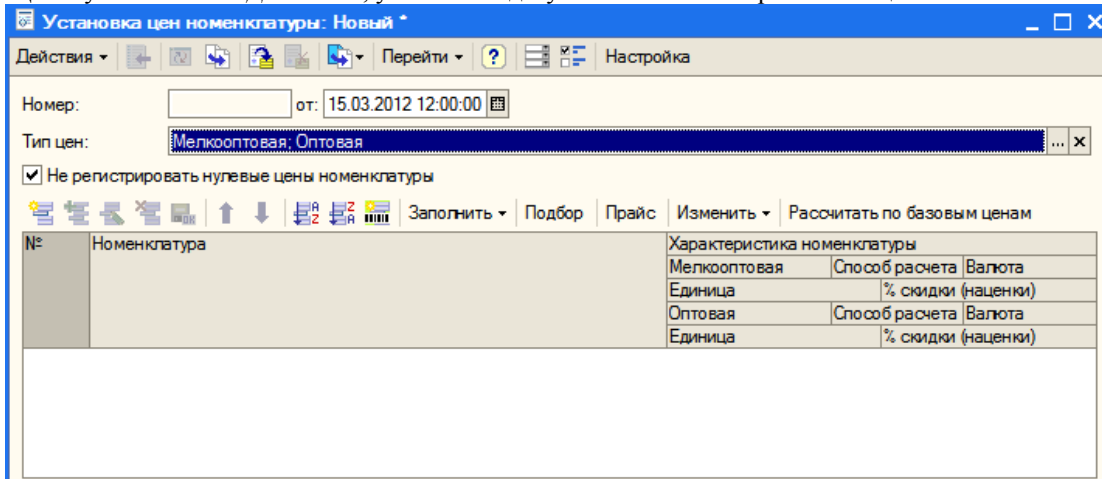 Установка цен номенклатуры: Новый *
Действия Перейти ? Настройка
Номер: от: 15.03.2012 12:00:00
Тип цен: Мелкооптовая; Оптовая ... x
Не регистрировать нулевые цены номенклатуры
Заполнить Подбор Прайс Изменить Рассчитать по базовым ценам
№ Номенклатура Характеристика номенклатуры
Мелкооптовая Способ расчета Валюта
Единица % скидки (наценки)
Оптовая Способ расчета Валюта
Единица % скидки (наценки)